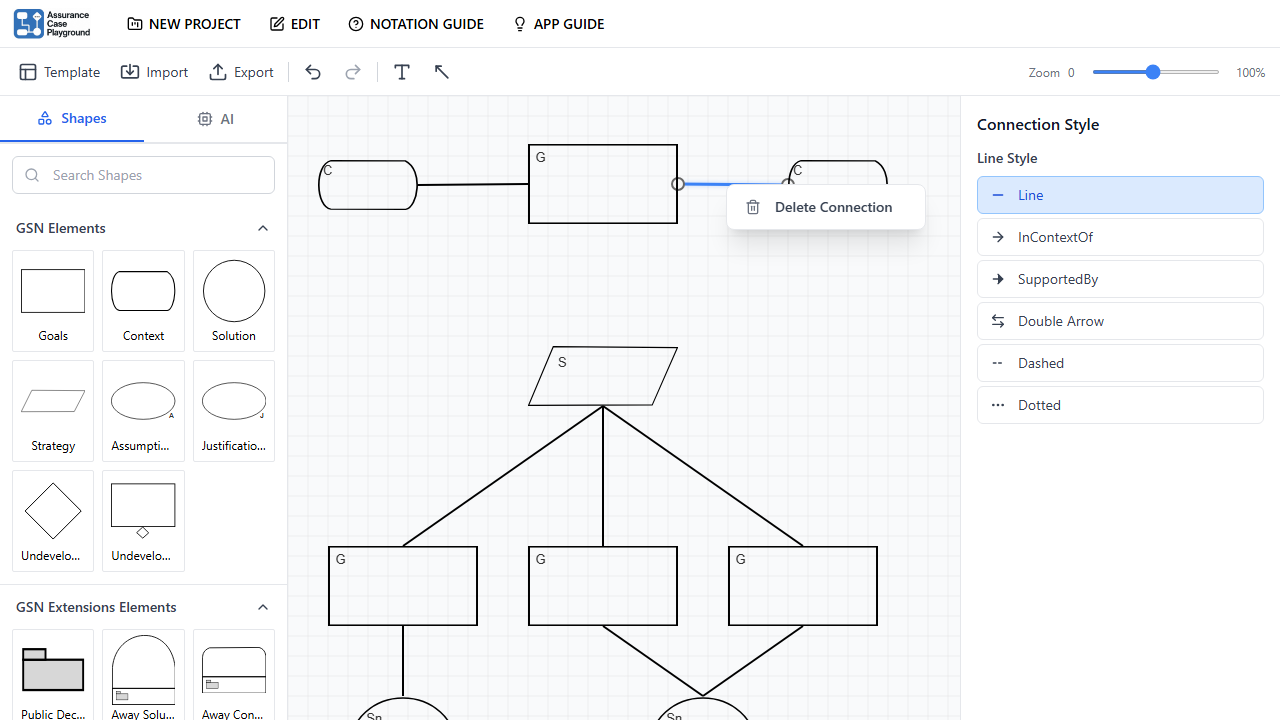 Assurance
Case
Playground
NEW PROJECT
EDIT
NOTATION GUIDE
APP GUIDE
Template
Import
Export
Zoom 0
100%
Shapes
AI
Search Shapes
GSN Elements
Goals
Context
Solution
A
J
Strategy
Assumpti...
Justificatio...
Undevelo...
Undevelo...
GSN Extensions Elements
Public Dec...
Away Solu...
Away Con...
C
G
C
Delete Connection
S
G
G
G
Sn
Sn
Connection Style
Line Style
Line
InContextOf
SupportedBy
Double Arrow
Dashed
Dotted